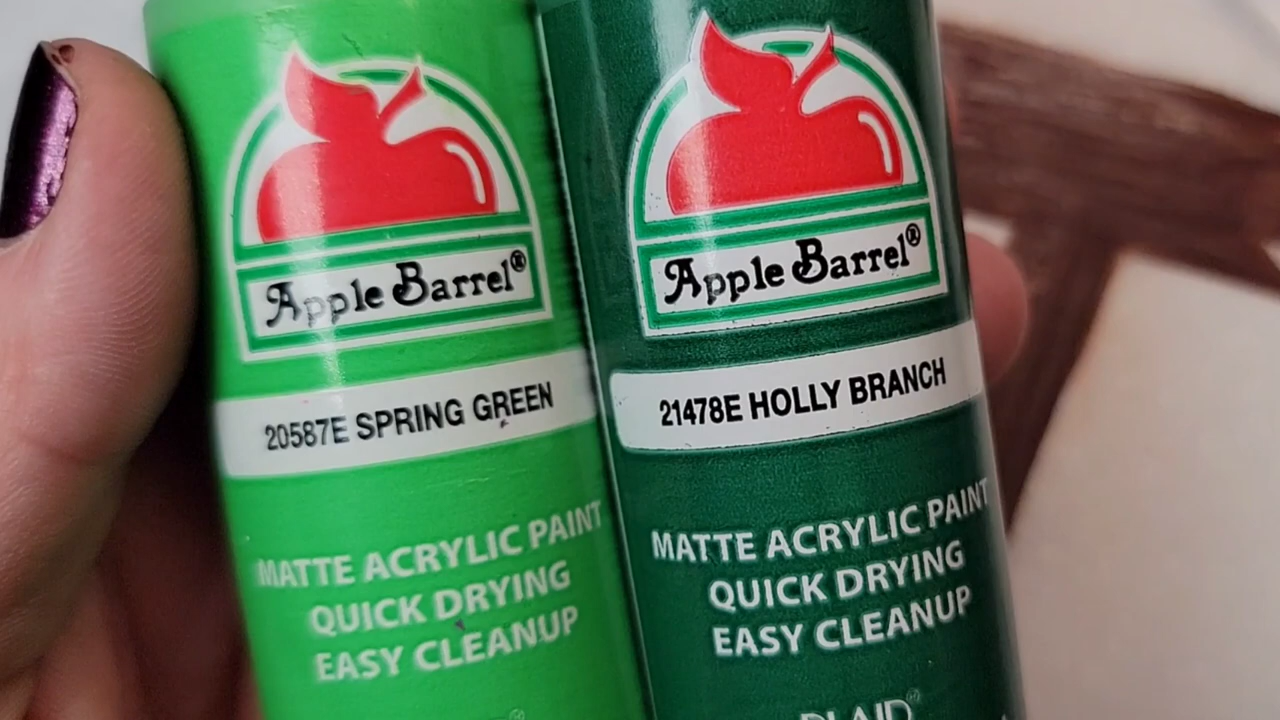 Apple Barrel®
20587E SPRING GREEN
MATTE ACRYLIC PAINT
QUICK DRYING
EASY CLEANUP
Apple Barrel®
21478E HOLLY BRANCH
MATTE ACRYLIC PAINT
QUICK DRYING
EASY CLEANUP
PLAID®